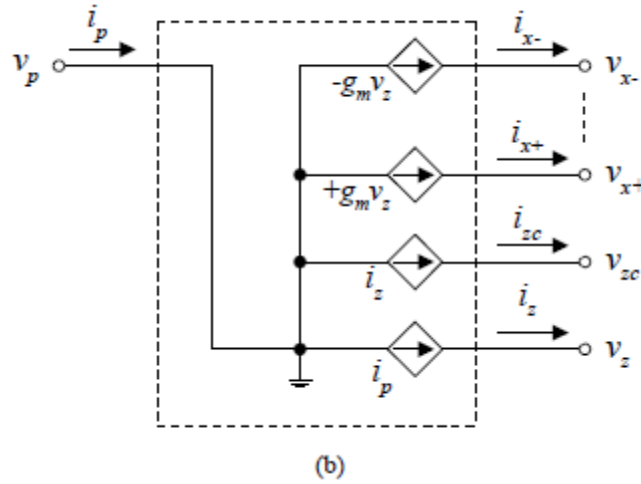 i_p
v_p
i_x-
-g_m v_z
v_x-
i_x+
+g_m v_z
v_x+
i_zc
i_z
v_zc
i_z
i_p
v_z
(b)